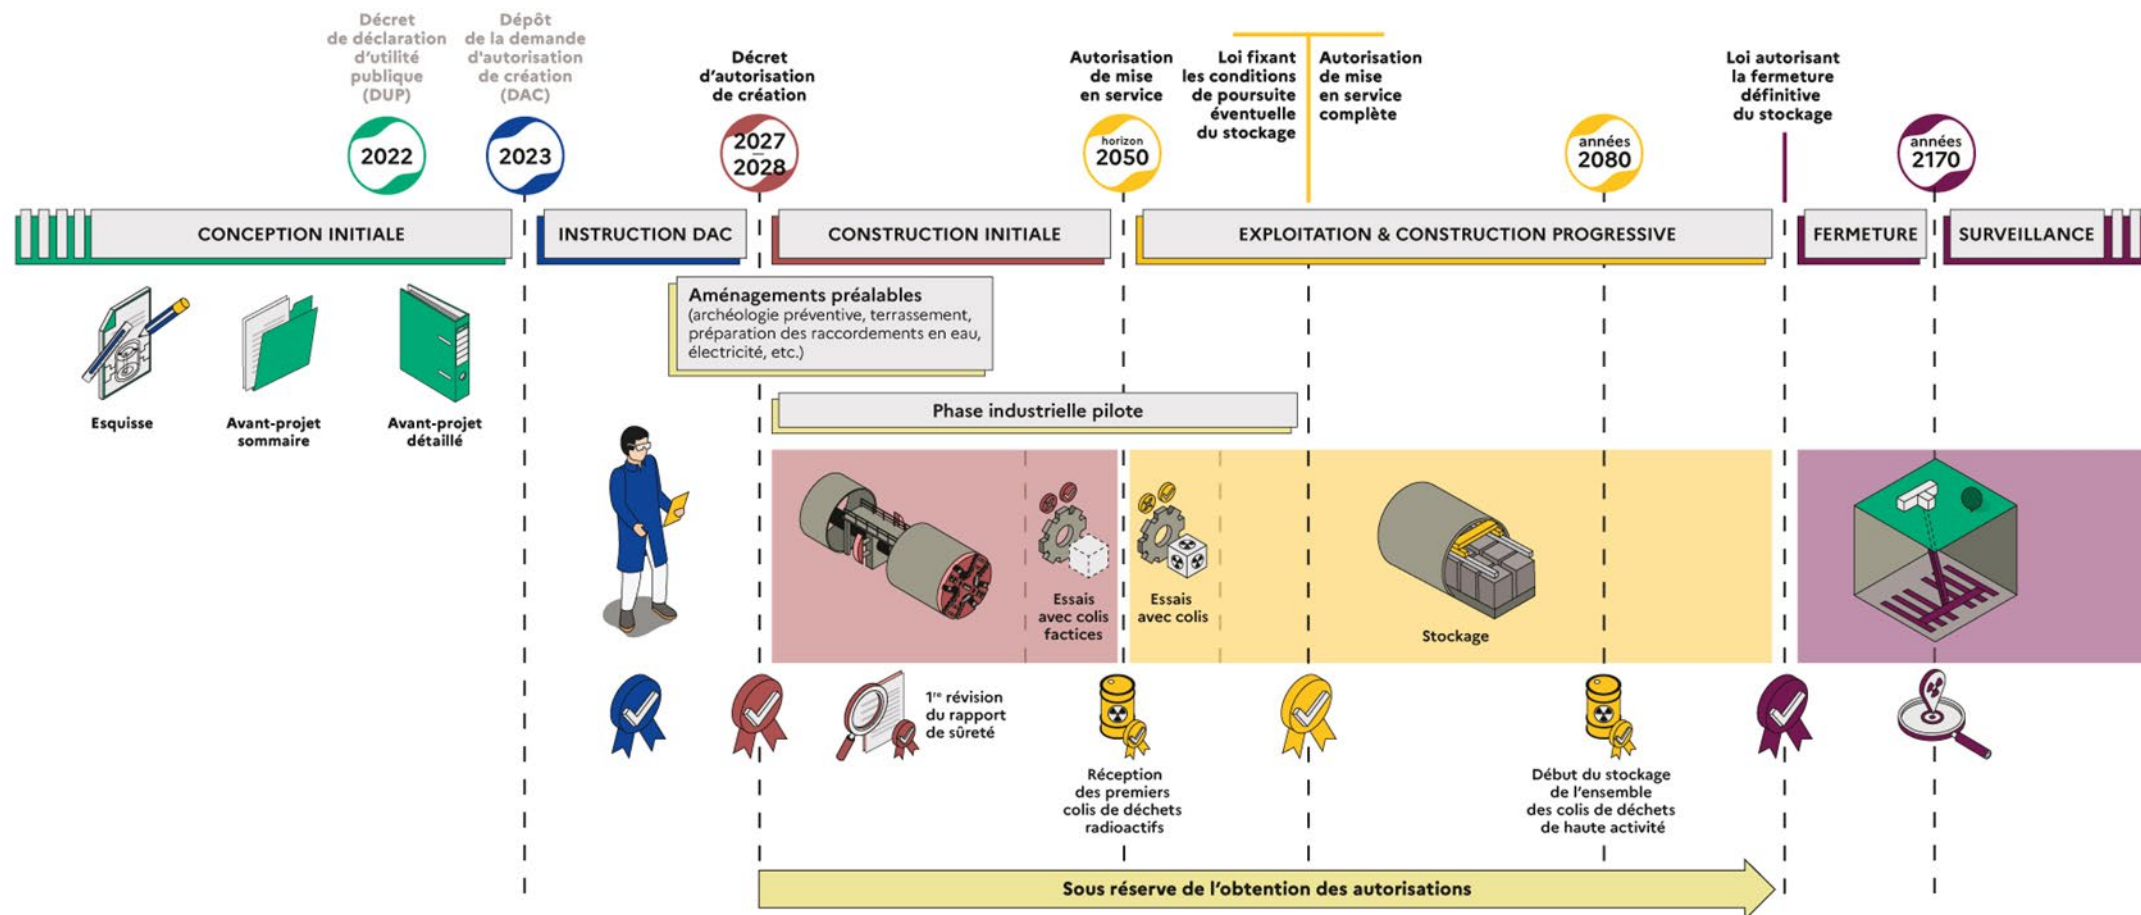 Décret
de déclaration
d'utilité
publique
(DUP)
Dépôt
de la demande
d'autorisation
de création
(DAC)
Décret
d'autorisation
de création
Autorisation
de mise
en service
Loi fixant
les conditions
de poursuite
éventuelle
du stockage
Autorisation
de mise
en service
complète
Loi autorisant
la fermeture
définitive
du stockage
2022
2023
2027
–
2028
horizon
2050
années
2080
années
2170
CONCEPTION INITIALE
INSTRUCTION DAC
CONSTRUCTION INITIALE
EXPLOITATION & CONSTRUCTION PROGRESSIVE
FERMETURE
SURVEILLANCE
Aménagements préalables
(archéologie préventive, terrassement,
préparation des raccordements en eau,
électricité, etc.)
Phase industrielle pilote
Esquisse
Avant-projet
sommaire
Avant-projet
détaillé
Essais
avec colis
factices
Essais
avec colis
Stockage
1re révision
du rapport
de sûreté
Réception
des premiers
colis de déchets
radioactifs
Début du stockage
de l'ensemble
des colis de déchets
de haute activité
Sous réserve de l'obtention des autorisations